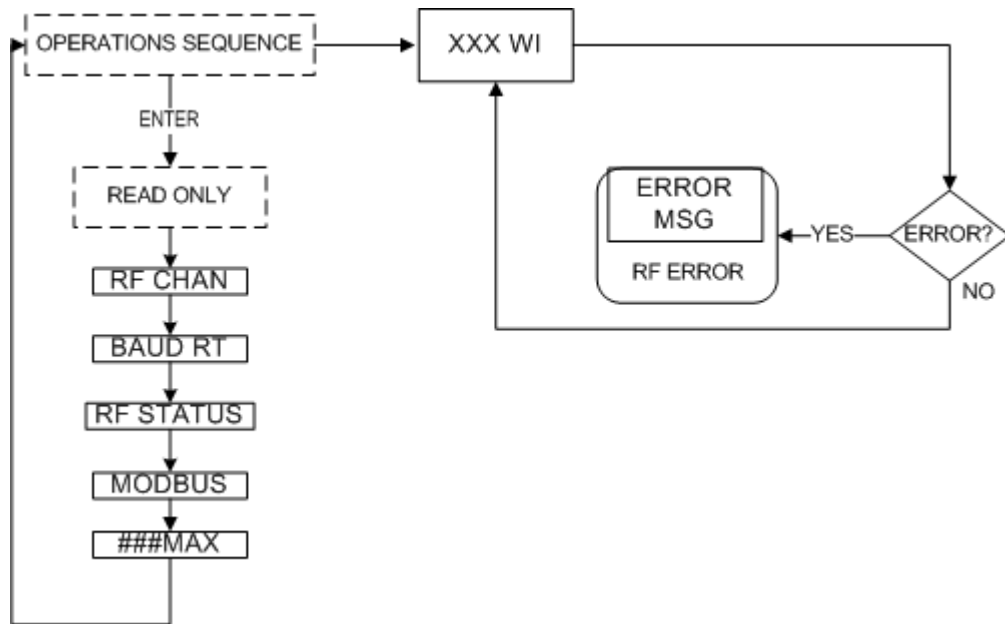 OPERATIONS SEQUENCE
XXX WI
ENTER
READ ONLY
ERROR
MSG
RF ERROR
YES
ERROR?
NO
RF CHAN
BAUD RT
RF STATUS
MODBUS
###MAX